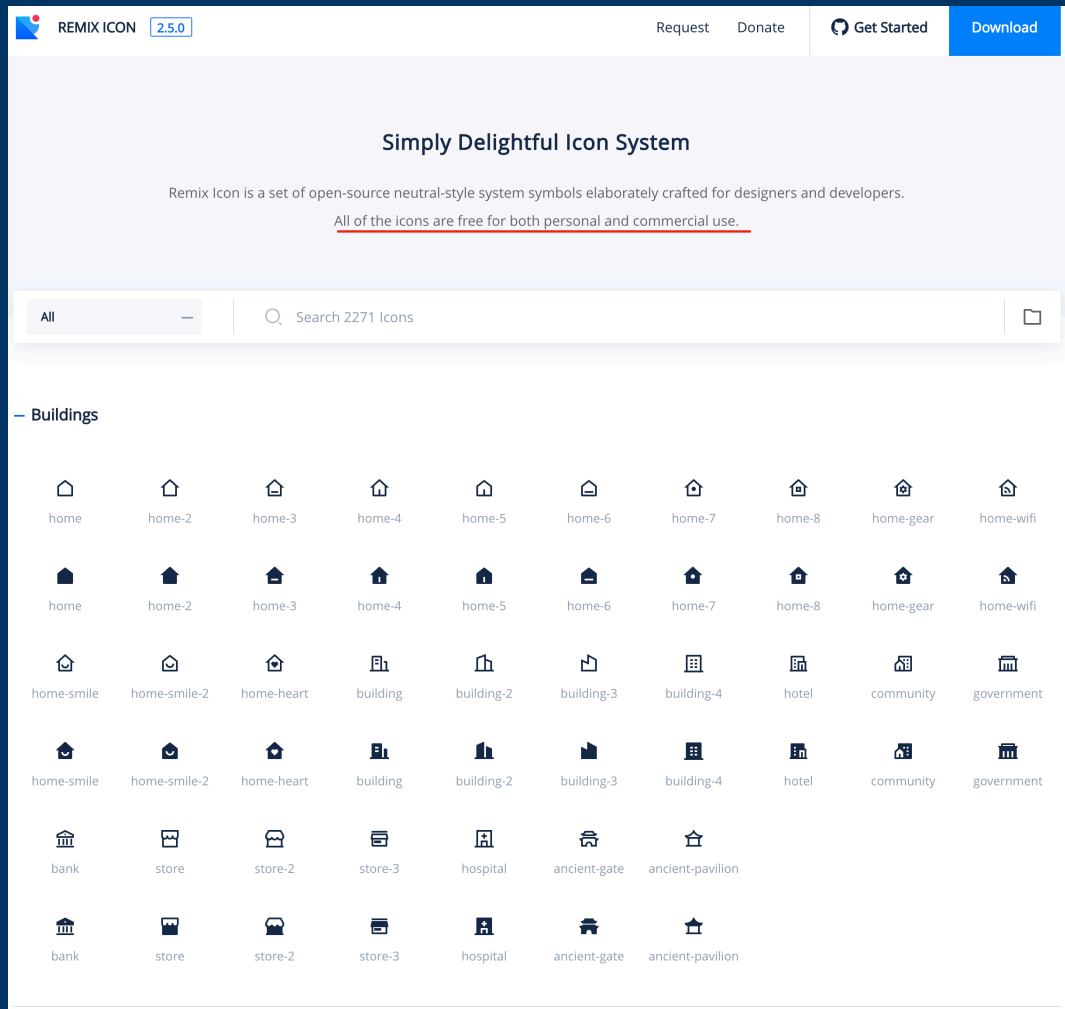 REMIX ICON 2.5.0 Request Donate Get Started Download
Simply Delightful Icon System
Remix Icon is a set of open-source neutral-style system symbols elaborately crafted for designers and developers.
All of the icons are free for both personal and commercial use.
All Search 2271 Icons
Buildings
home home-2 home-3 home-4 home-5 home-6 home-7 home-8 home-gear home-wifi
home home-2 home-3 home-4 home-5 home-6 home-7 home-8 home-gear home-wifi
home-smile home-smile-2 home-heart building building-2 building-3 building-4 hotel community government
home-smile home-smile-2 home-heart building building-2 building-3 building-4 hotel community government
bank store store-2 store-3 hospital ancient-gate ancient-pavilion
bank store store-2 store-3 hospital ancient-gate ancient-pavilion